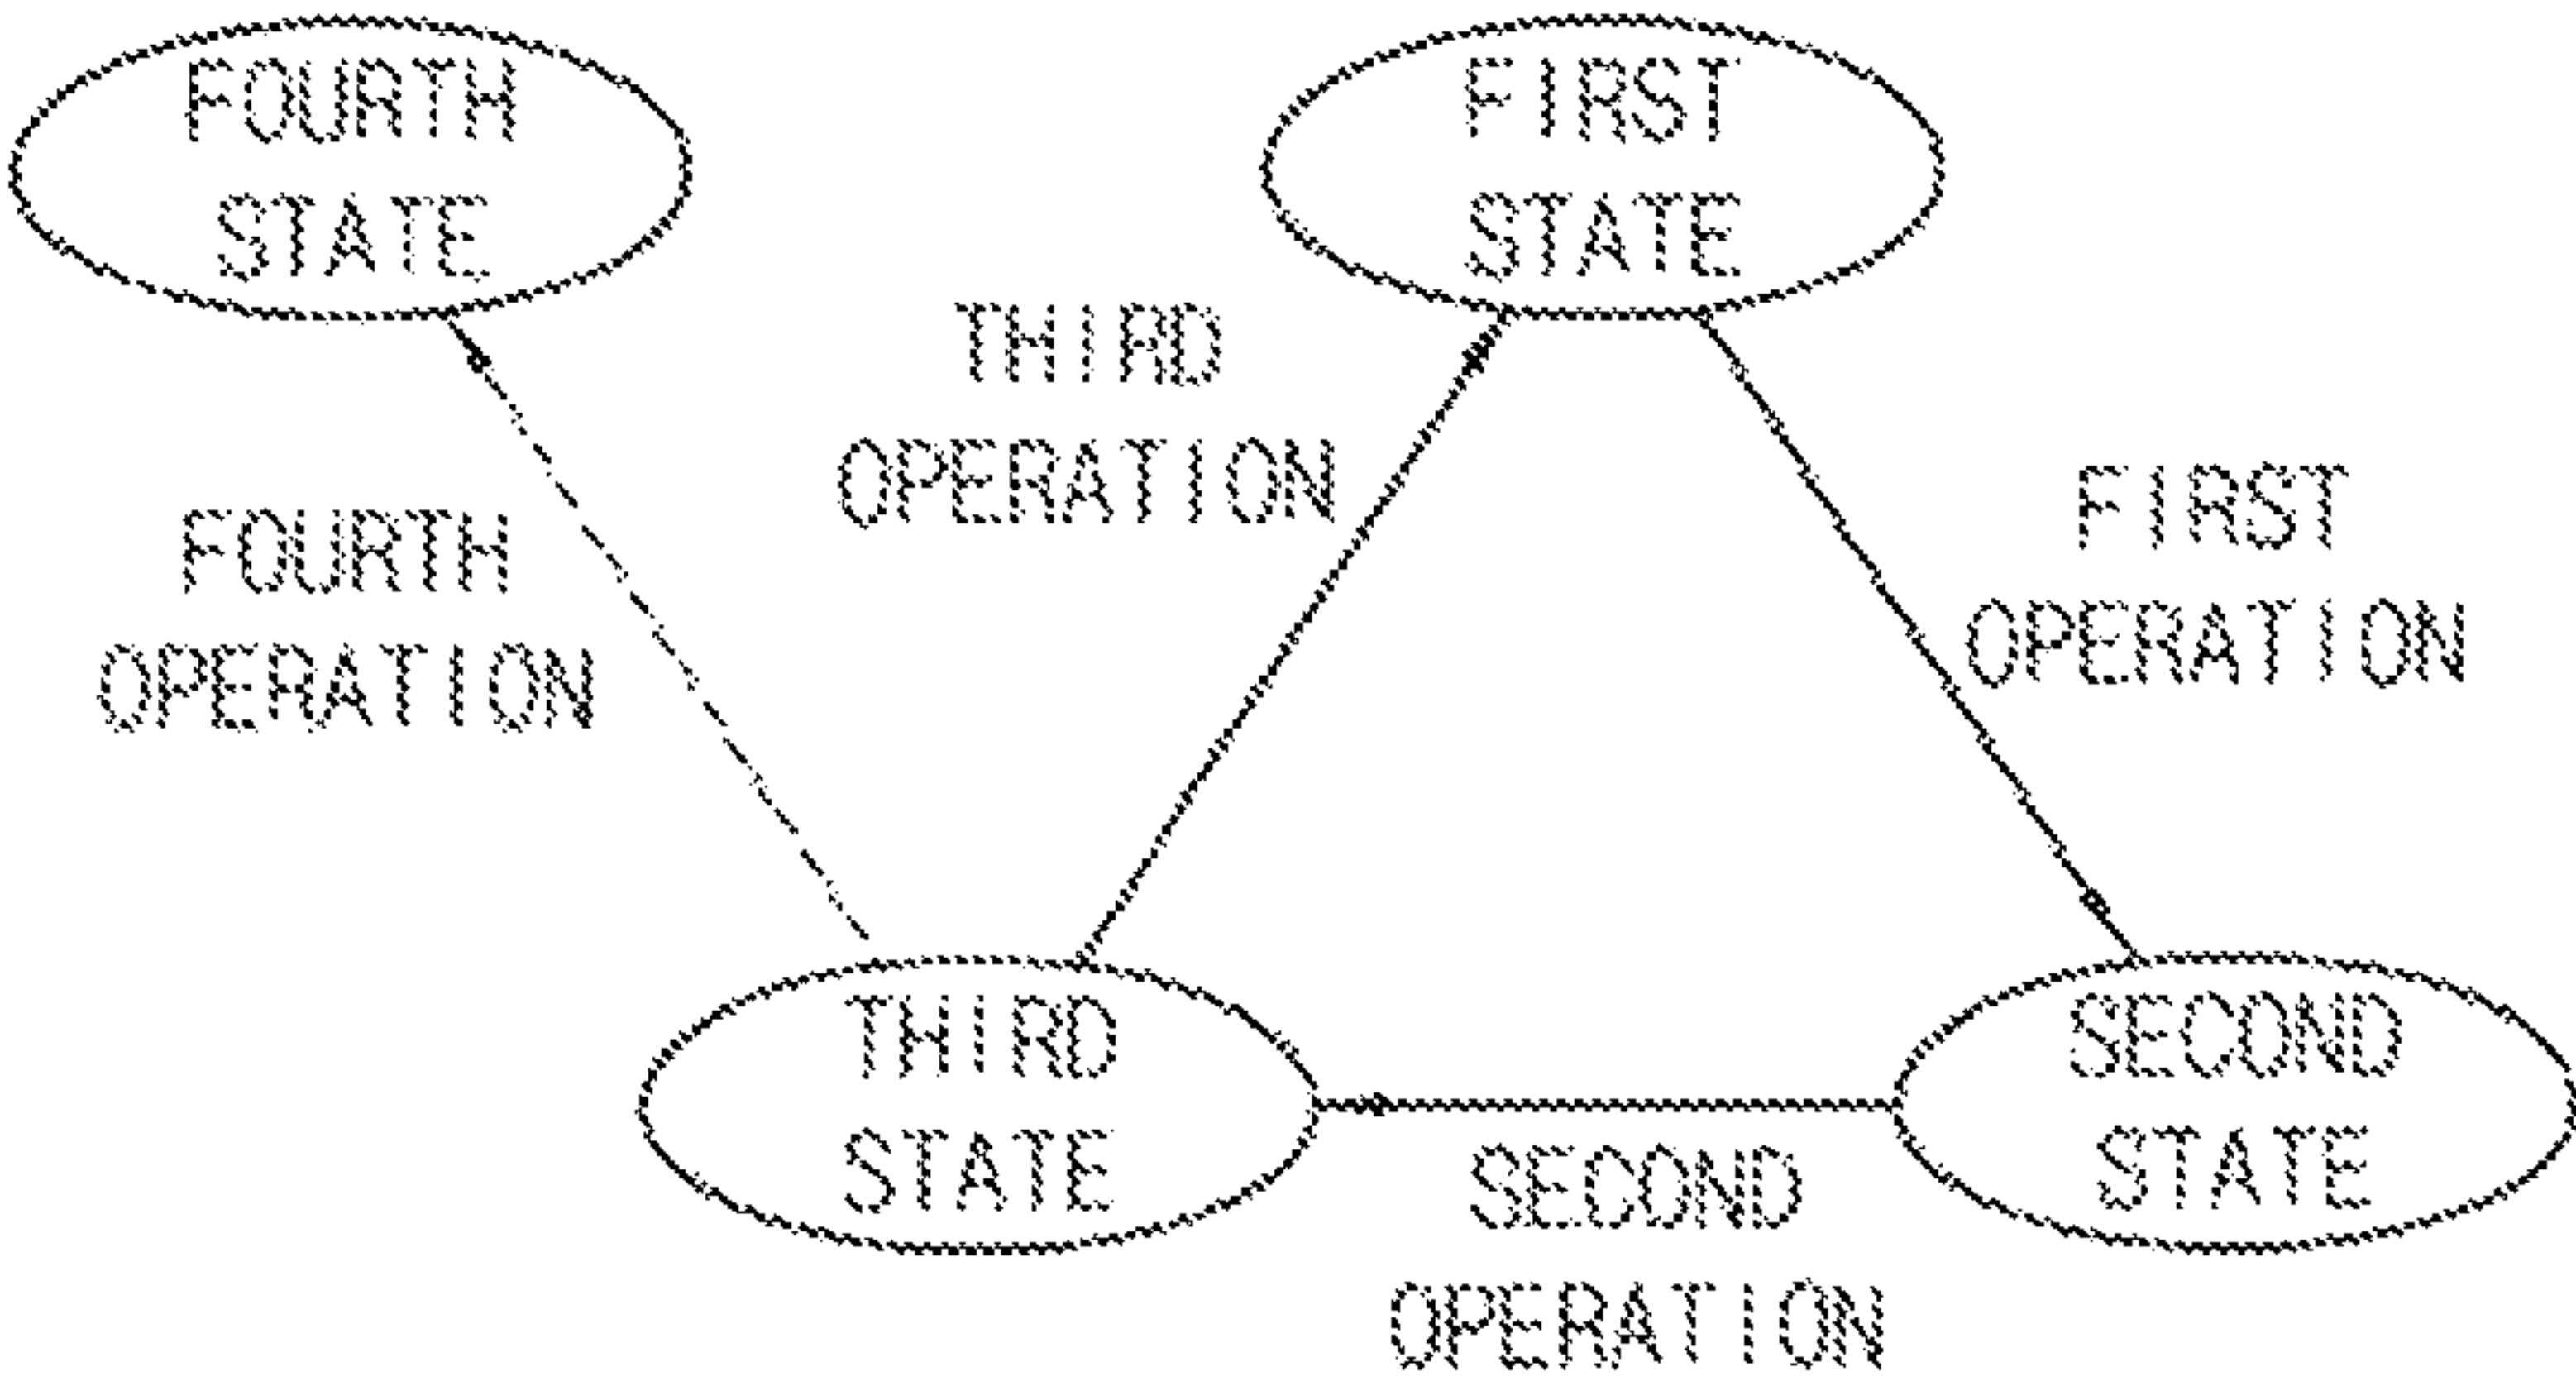 FOURTH
STATE
FIRST
STATE
THIRD
OPERATION
FIRST
OPERATION
FOURTH
OPERATION
THIRD
STATE
SECOND
STATE
SECOND
OPERATION